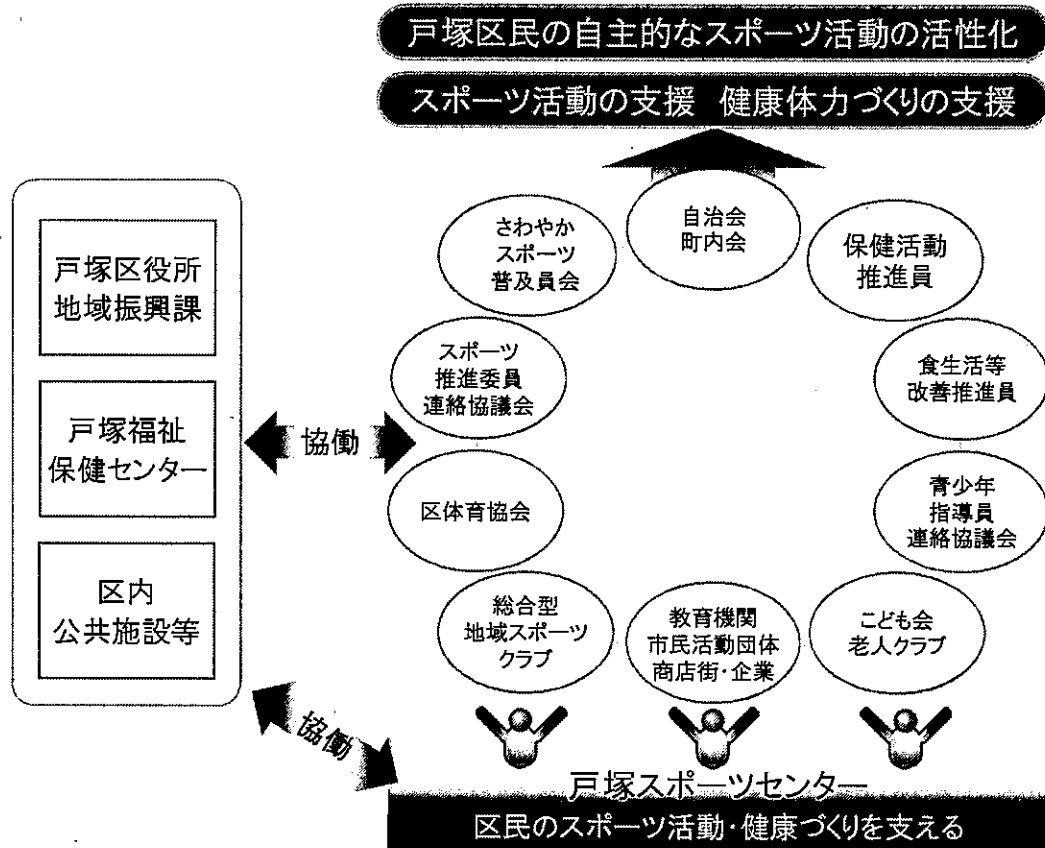 戸塚区民の自主的なスポーツ活動の活性化
スポーツ活動の支援 健康体力づくりの支援
戸塚区役所
地域振興課
戸塚福祉
保健センター
区内
公共施設等
協働
協働
自治会
町内会
さわやか
スポーツ
普及員会
保健活動
推進員
スポーツ
推進委員
連絡協議会
食生活等
改善推進員
区体育協会
青少年
指導員
連絡協議会
総合型
地域スポーツ
クラブ
教育機関
市民活動団体
商店街・企業
こども会
老人クラブ
戸塚スポーツセンター
区民のスポーツ活動・健康づくりを支える